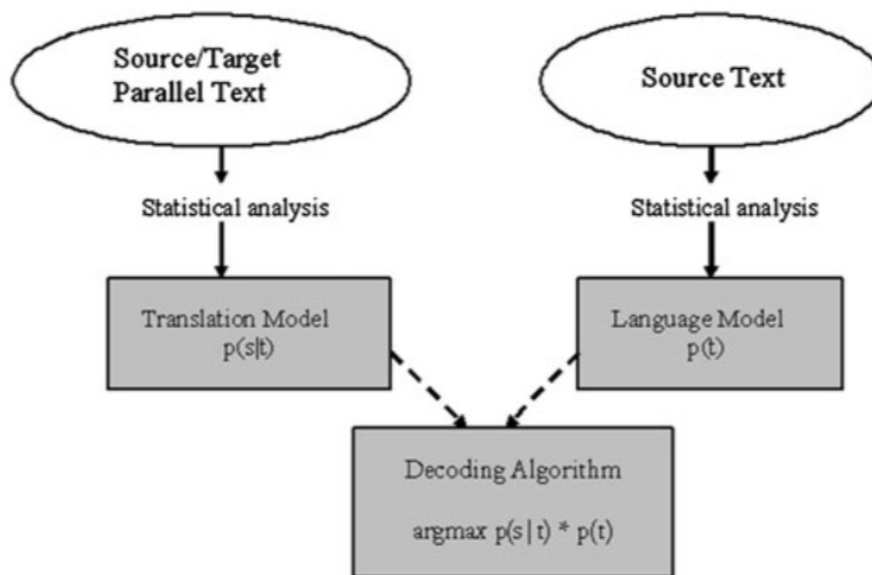 Source/Target
Parallel Text
Source Text
Statistical analysis
Statistical analysis
Translation Model
p(s|t)
Language Model
p(t)
Decoding Algorithm
argmax p(s|t) * p(t)